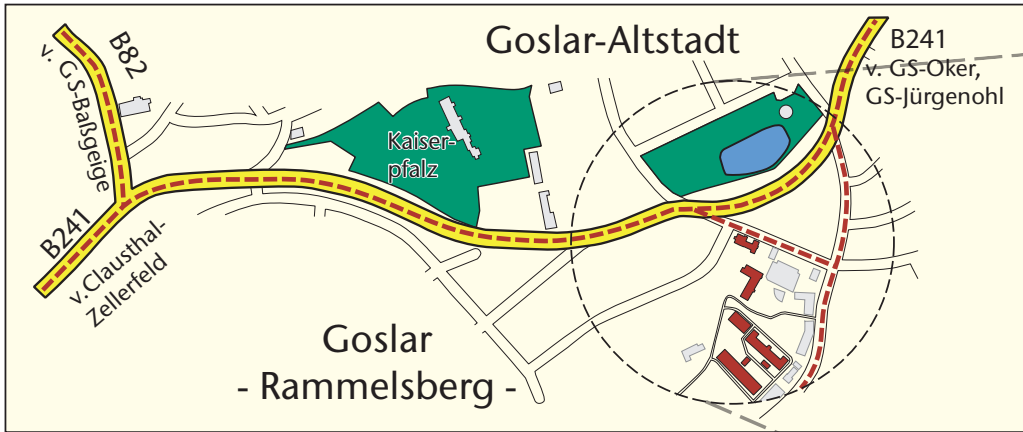 B82
v. GS-Baßgeige
Goslar-Altstadt
B241
v. GS-Oker,
GS-Jürgenohl
Kaiser-
pfalz
B241
v. Clausthal-
Zellerfeld
Goslar
- Rammelsberg -